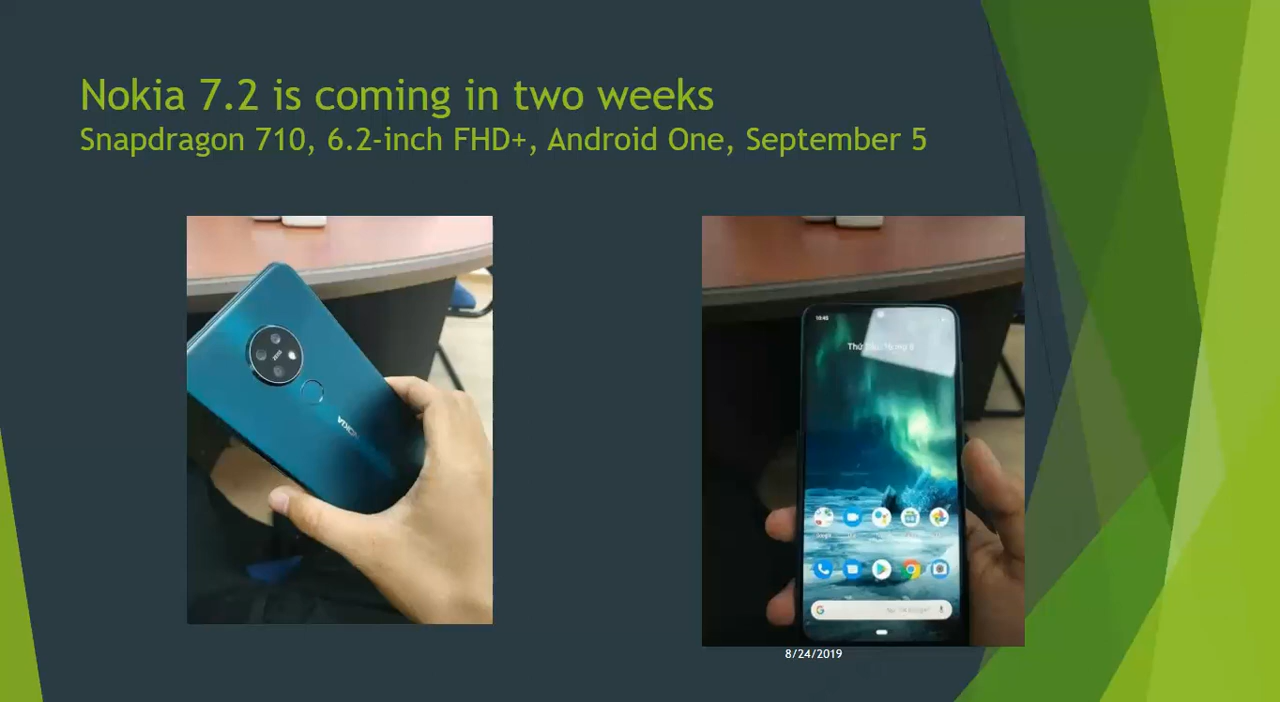 Nokia 7.2 is coming in two weeks
Snapdragon 710, 6.2-inch FHD+, Android One, September 5
NOKIA
8/24/2019